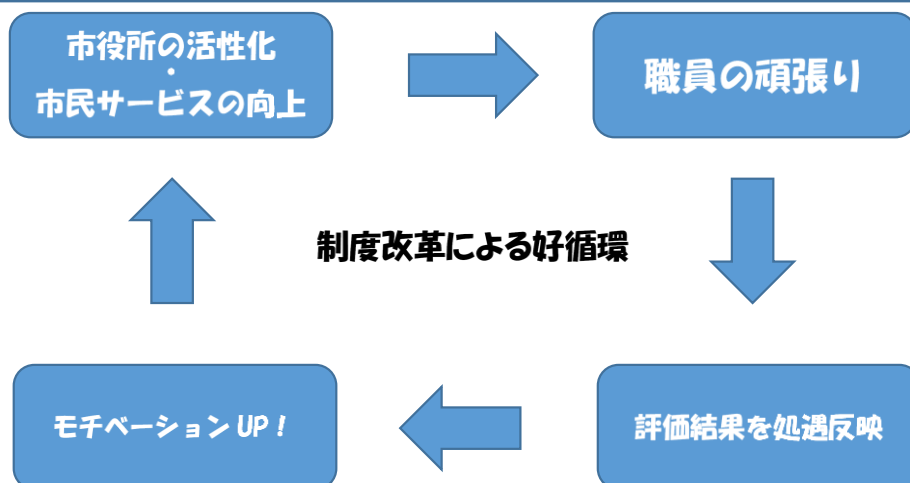 市役所の活性化
・
市民サービスの向上
職員の頑張り
制度改革による好循環
モチベーション UP！
評価結果を処遇反映